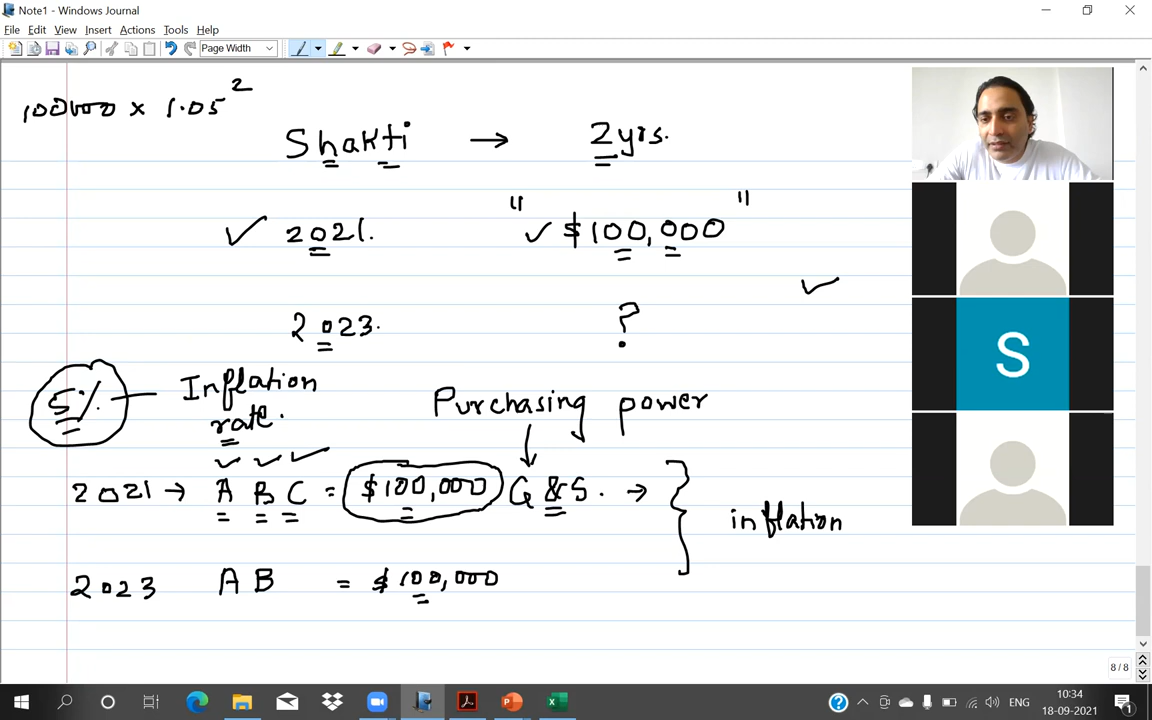 Note1 - Windows Journal
File Edit View Insert Actions Tools Help
Page Width
100000 x 1.05 2
Shakti → 2yrs.
✓ 2021. "✓ $100,000"
✓
2023. ?
5% — Inflation rate.
Purchasing power
2021 → A B C = $100,000 G & S. →
inflation
2023 A B = $100,000
S
8/8
ENG
10:34
18-09-2021
1